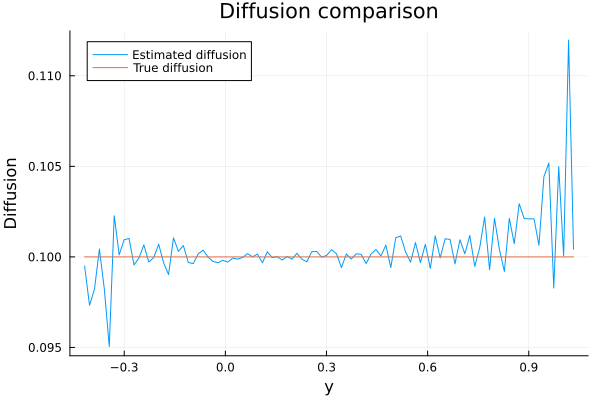 Diffusion comparison
Estimated diffusion
True diffusion
0.110
0.105
0.100
0.095
Diffusion
−0.3 0.0 0.3 0.6 0.9
y